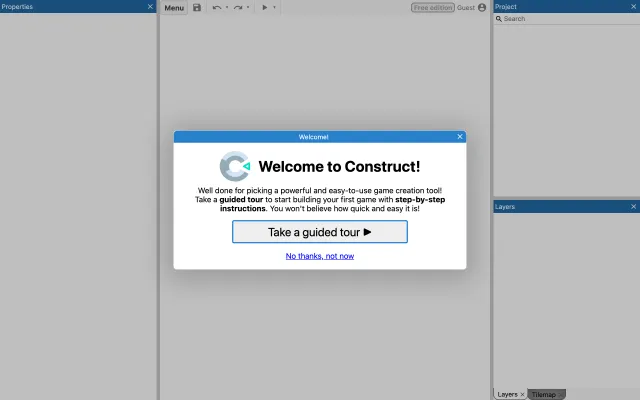 Properties
Menu
Free edition
Guest
Project
Search
Welcome!
Welcome to Construct!
Well done for picking a powerful and easy-to-use game creation tool!
Take a guided tour to start building your first game with step-by-step
instructions. You won't believe how quick and easy it is!
Take a guided tour
No thanks, not now
Layers
Layers
Tilemap